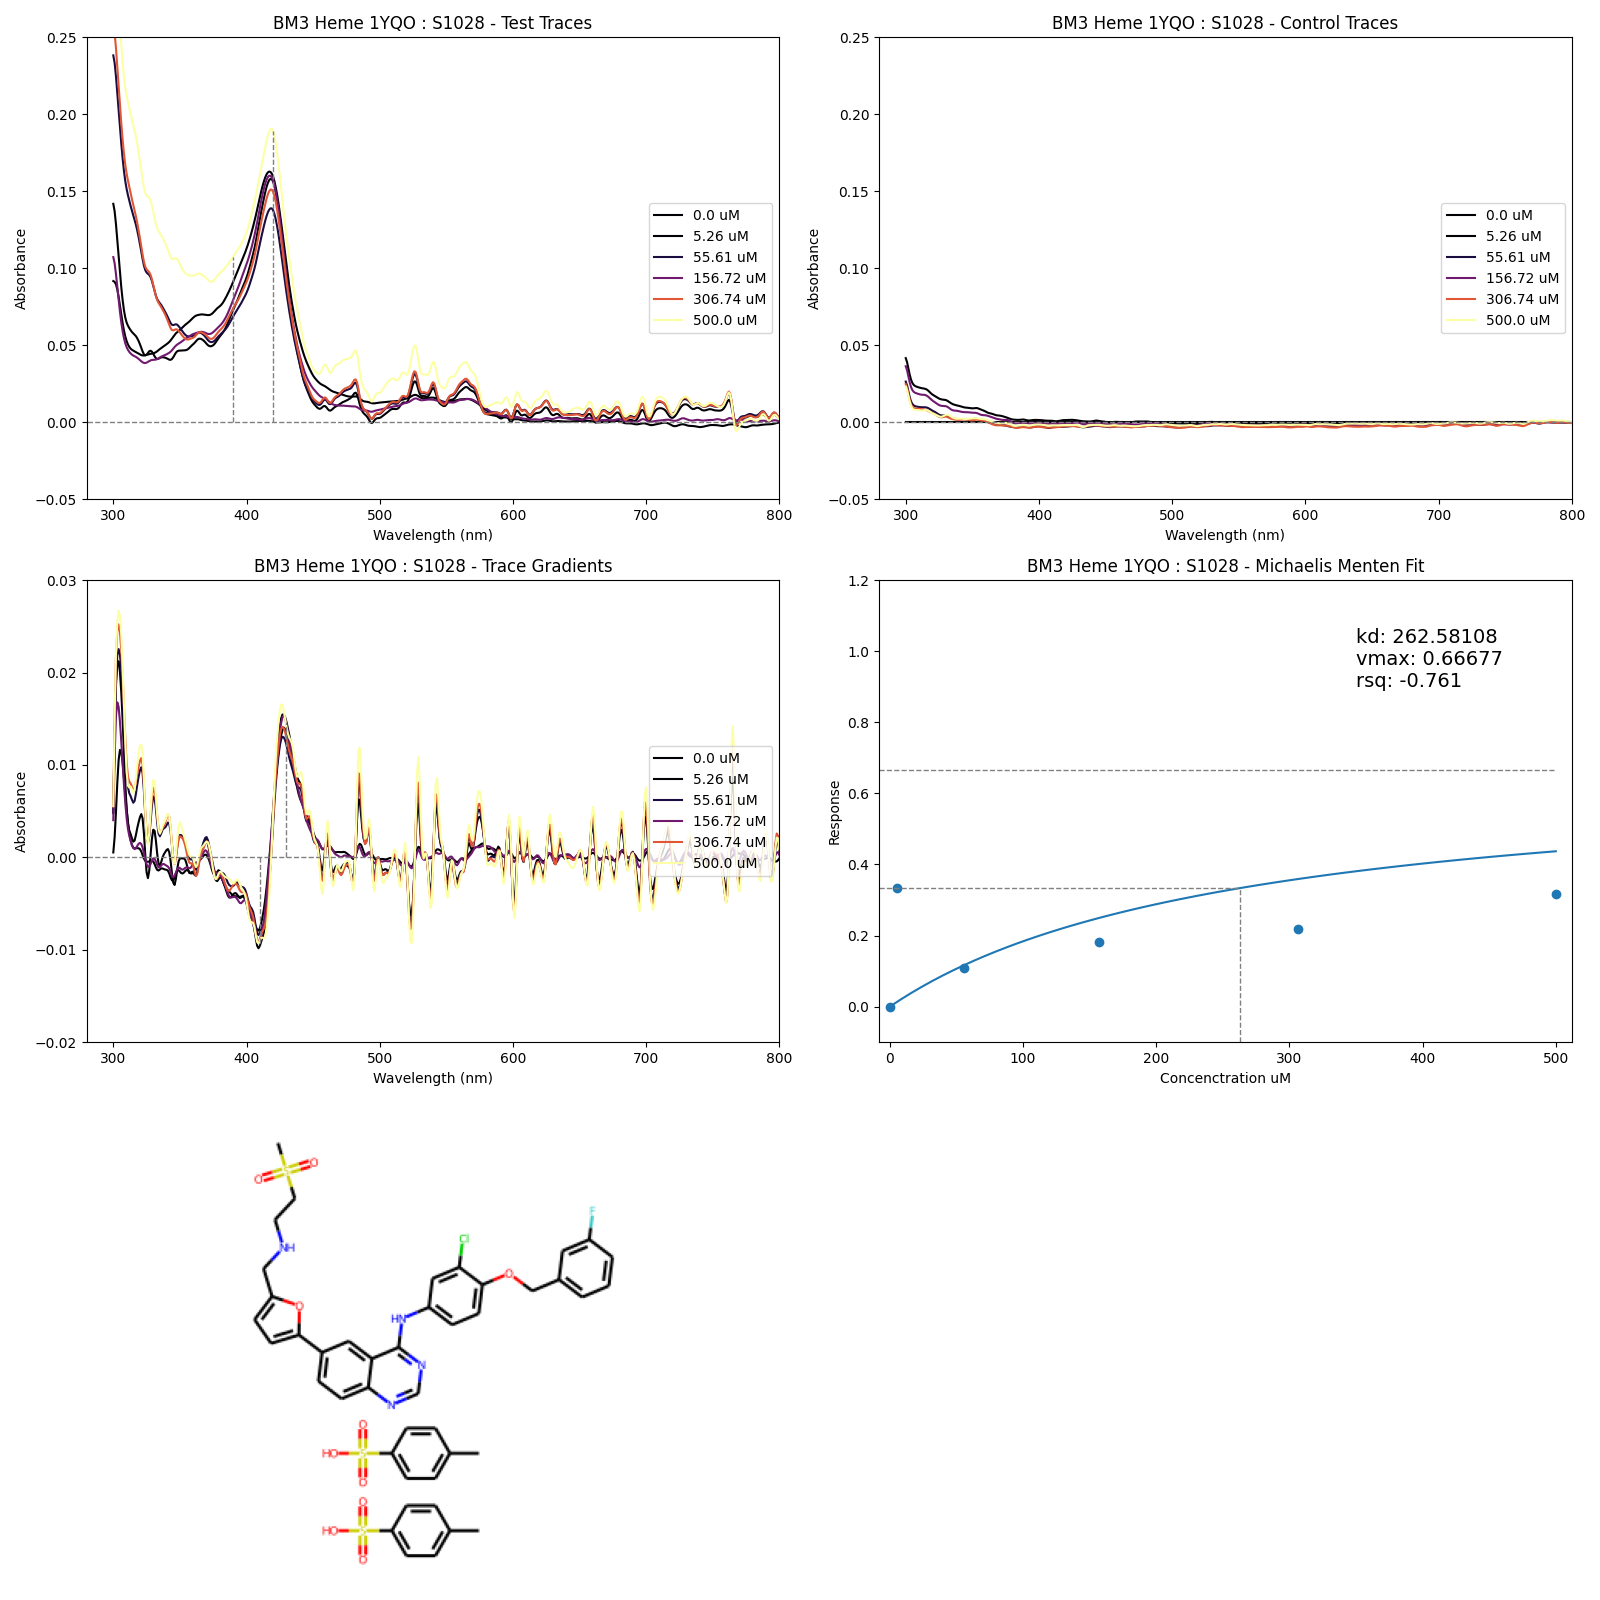 BM3 Heme 1YQO : S1028 - Test Traces
0.25
0.20
0.15
0.10
0.05
0.00
−0.05
Absorbance
0.0 uM
5.26 uM
55.61 uM
156.72 uM
306.74 uM
500.0 uM
300 400 500 600 700 800
Wavelength (nm)
BM3 Heme 1YQO : S1028 - Control Traces
0.25
0.20
0.15
0.10
0.05
0.00
−0.05
Absorbance
0.0 uM
5.26 uM
55.61 uM
156.72 uM
306.74 uM
500.0 uM
300 400 500 600 700 800
Wavelength (nm)
BM3 Heme 1YQO : S1028 - Trace Gradients
0.03
0.02
0.01
0.00
−0.01
−0.02
Absorbance
0.0 uM
5.26 uM
55.61 uM
156.72 uM
306.74 uM
500.0 uM
300 400 500 600 700 800
Wavelength (nm)
BM3 Heme 1YQO : S1028 - Michaelis Menten Fit
1.2
1.0
0.8
0.6
0.4
0.2
0.0
Response
kd: 262.58108
vmax: 0.66677
rsq: -0.761
0 100 200 300 400 500
Concenctration uM
O S O
NH
F
Cl
O
O
HN
N
N
O
HO S
O
O
HO S
O